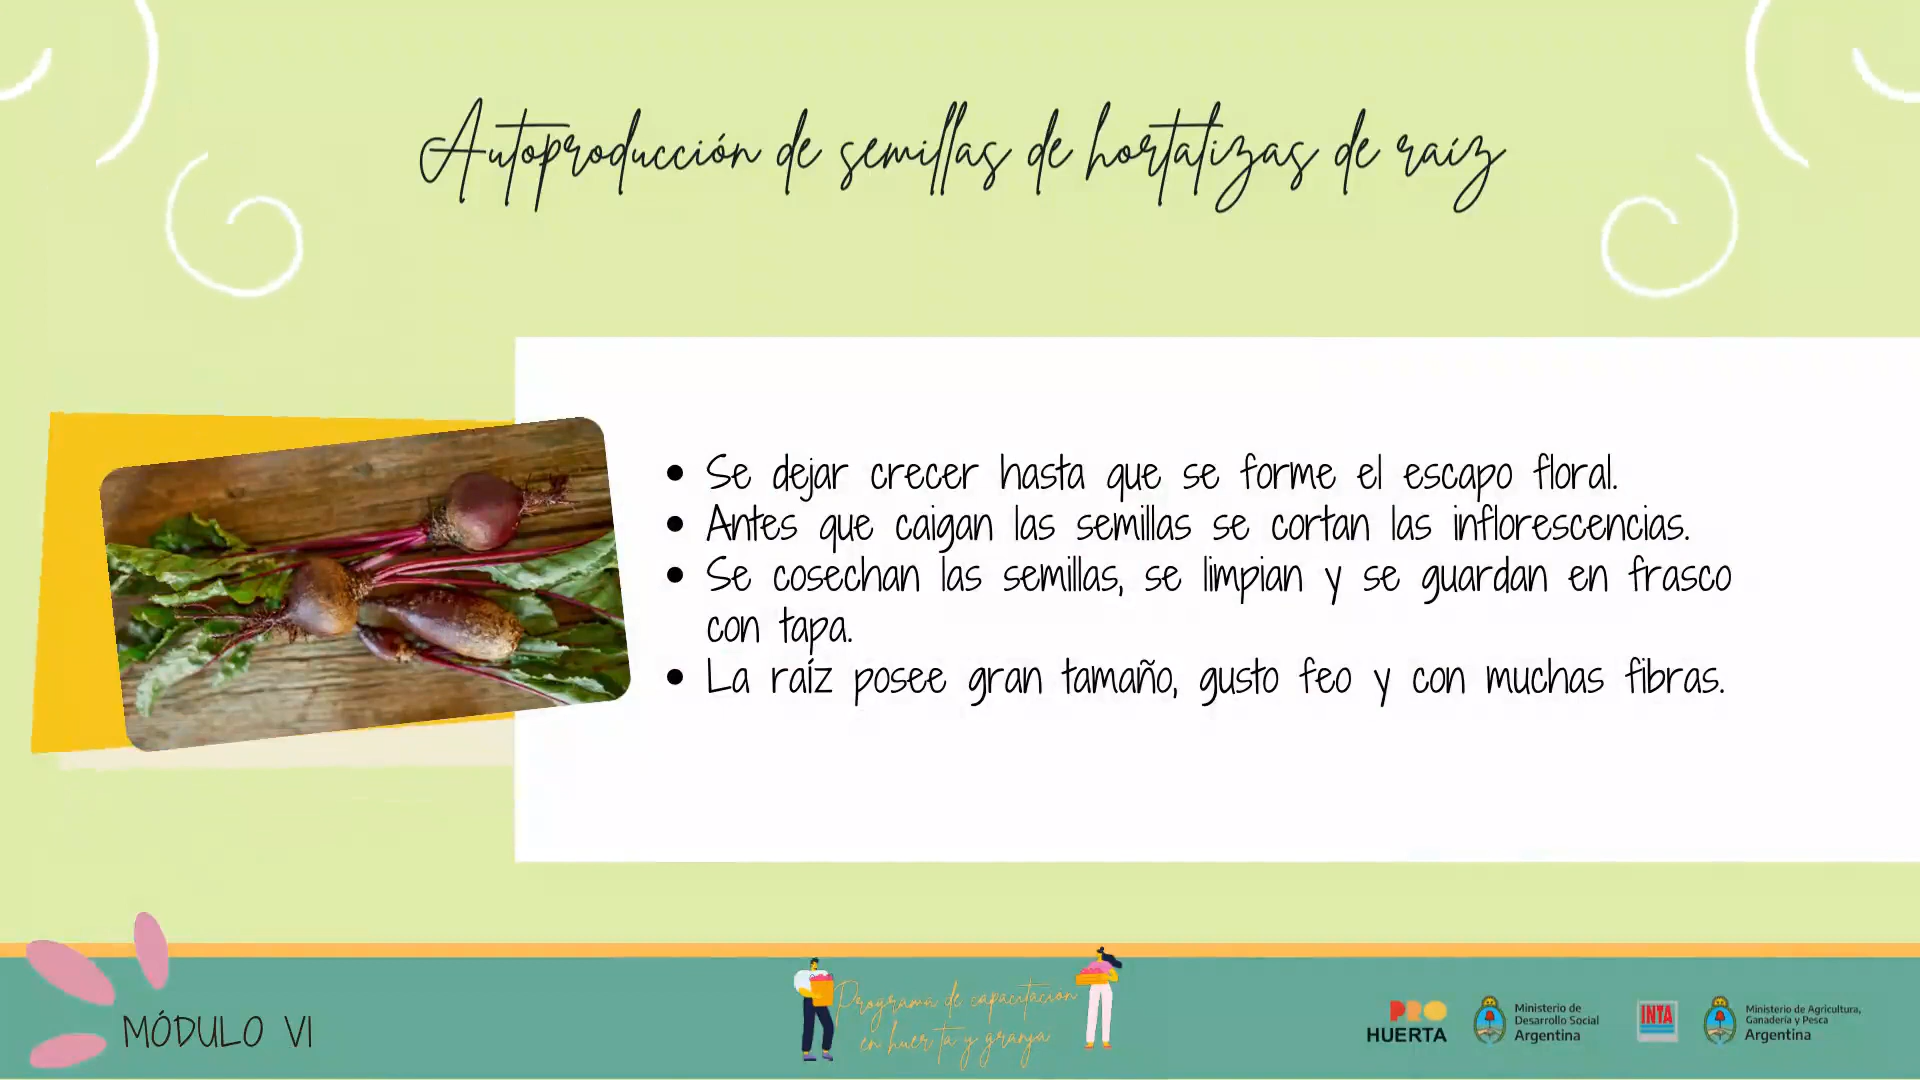 Autoproducción de semillas de hortalizas de raíz
• Se dejar crecer hasta que se forme el escapo floral.
• Antes que caigan las semillas se cortan las inflorescencias.
• Se cosechan las semillas, se limpian y se guardan en frasco
con tapa.
• La raíz posee gran tamaño, gusto feo y con muchas fibras.
MÓDULO VI
Programa de capacitación
en huerta y granja
PRO
HUERTA
Ministerio de
Desarrollo Social
Argentina
INTA
Ministerio de Agricultura,
Ganadería y Pesca
Argentina